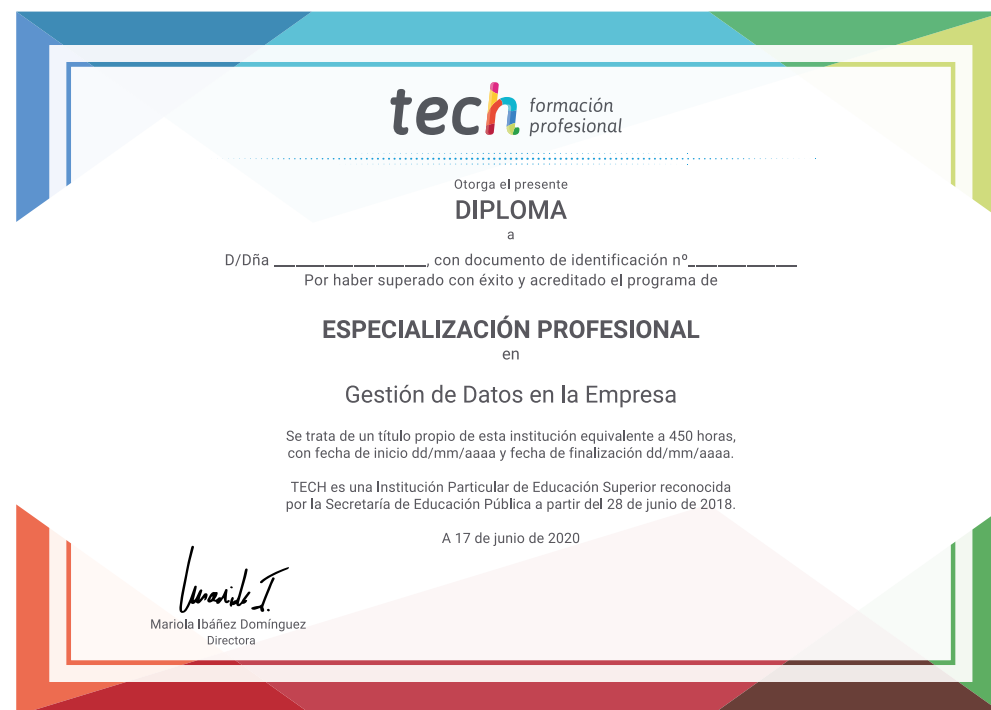 tech formación
profesional
Otorga el presente
DIPLOMA
a
D/Dña ________________, con documento de identificación nº____________
Por haber superado con éxito y acreditado el programa de
ESPECIALIZACIÓN PROFESIONAL
en
Gestión de Datos en la Empresa
Se trata de un título propio de esta institución equivalente a 450 horas,
con fecha de inicio dd/mm/aaaa y fecha de finalización dd/mm/aaaa.
TECH es una Institución Particular de Educación Superior reconocida
por la Secretaría de Educación Pública a partir del 28 de junio de 2018.
A 17 de junio de 2020
Mariola Ibáñez Domínguez
Directora